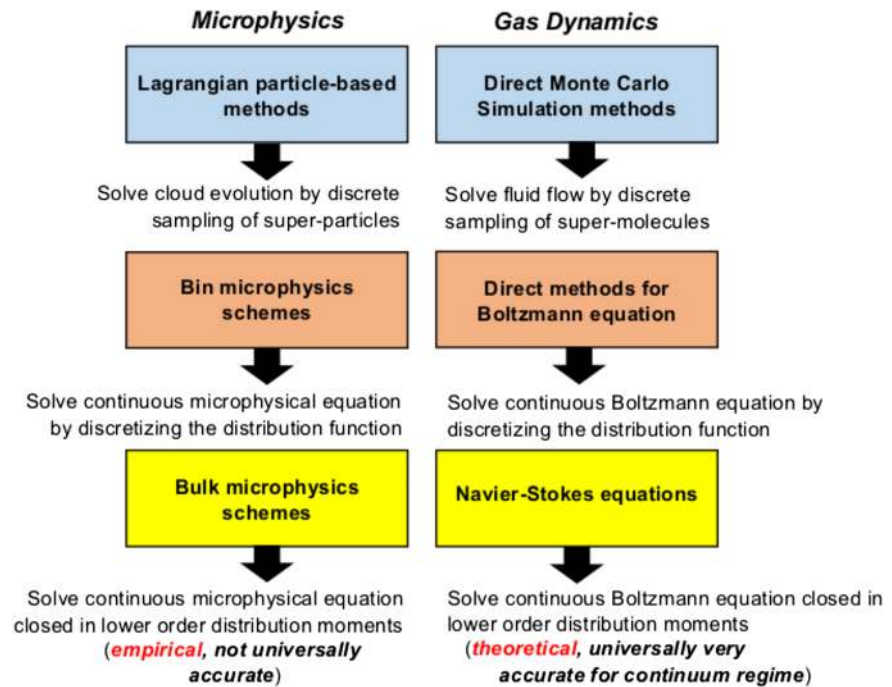 Microphysics
Lagrangian particle-based
methods
Solve cloud evolution by discrete
sampling of super-particles
Bin microphysics
schemes
Solve continuous microphysical equation
by discretizing the distribution function
Bulk microphysics
schemes
Solve continuous microphysical equation
closed in lower order distribution moments
(empirical, not universally
accurate)
Gas Dynamics
Direct Monte Carlo
Simulation methods
Solve fluid flow by discrete
sampling of super-molecules
Direct methods for
Boltzmann equation
Solve continuous Boltzmann equation by
discretizing the distribution function
Navier-Stokes equations
Solve continuous Boltzmann equation closed in
lower order distribution moments
(theoretical, universally very
accurate for continuum regime)